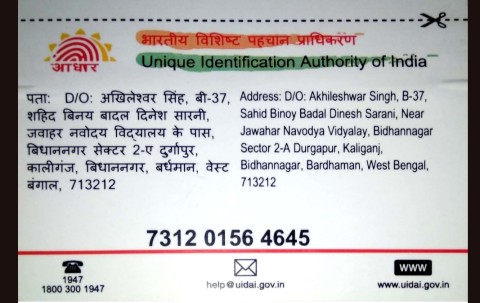 भारतीय विशिष्ट पहचान प्राधिकरण
आधार
Unique Identification Authority of India
पता: D/O: अखिलेश्वर सिंह, बी-37,
शहिद बिनय बादल दिनेश सारनी,
जवाहर नवोदय विद्यालय के पास,
बिधाननगर सेक्टर 2-ए दुर्गापुर,
कालीगंज, बिधाननगर, बर्धमान, वेस्ट
बंगाल, 713212
Address: D/O: Akhileshwar Singh, B-37,
Sahid Binoy Badal Dinesh Sarani, Near
Jawahar Navodya Vidyalay, Bidhannagar
Sector 2-A Durgapur, Kaliganj,
Bidhannagar, Bardhaman, West Bengal,
713212
7312 0156 4645
1947
1800 300 1947
help@uidai.gov.in
WWW
www.uidai.gov.in